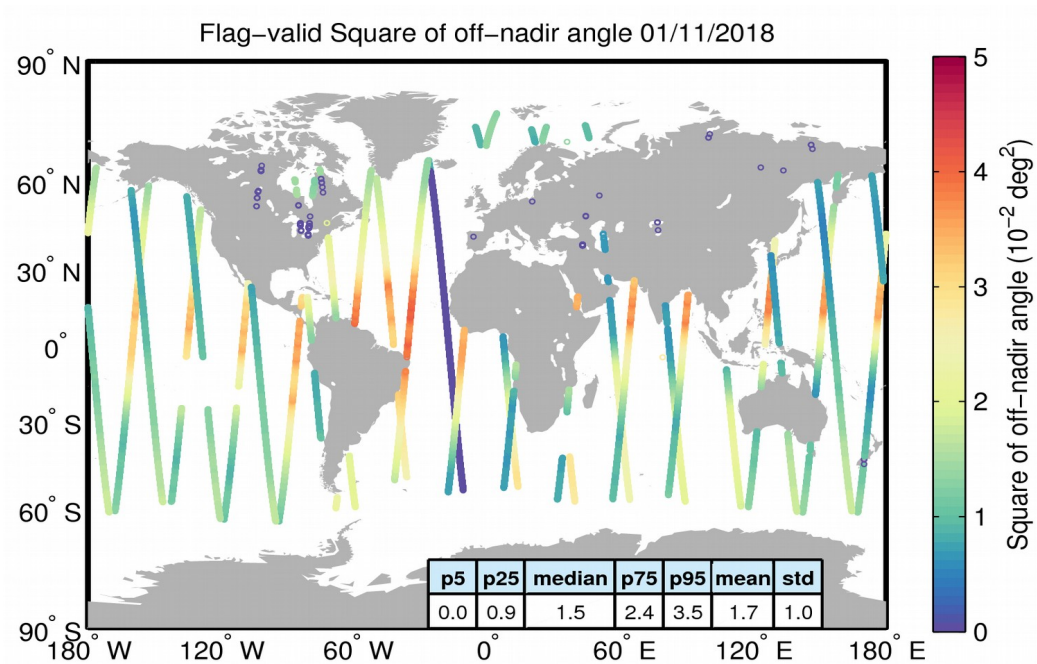 Flag−valid Square of off−nadir angle 01/11/2018
90° N
60° N
30° N
0°
30° S
60° S
90° S
180° W
120° W
60° W
0°
60° E
120° E
180° E
p5 p25 median p75 p95 mean std
0.0 0.9 1.5 2.4 3.5 1.7 1.0
5
4
3
2
1
0
Square of off−nadir angle (10⁻² deg²)